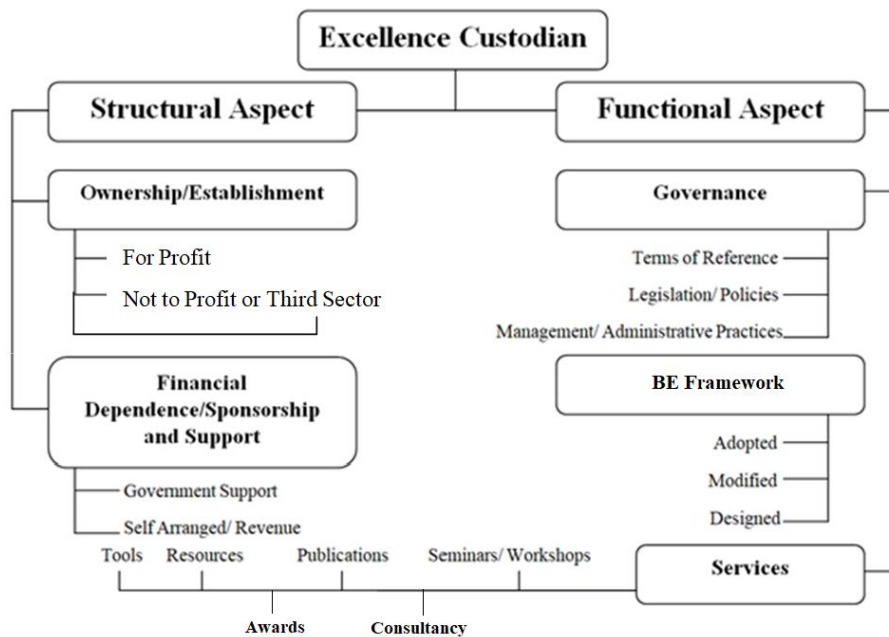 Excellence Custodian
Structural Aspect
Functional Aspect
Ownership/Establishment
For Profit
Not to Profit or Third Sector
Governance
Terms of Reference
Legislation/ Policies
Management/ Administrative Practices
Financial
Dependence/Sponsorship
and Support
Government Support
Self Arranged/ Revenue
BE Framework
Adopted
Modified
Designed
Services
Tools
Resources
Publications
Seminars/ Workshops
Awards
Consultancy